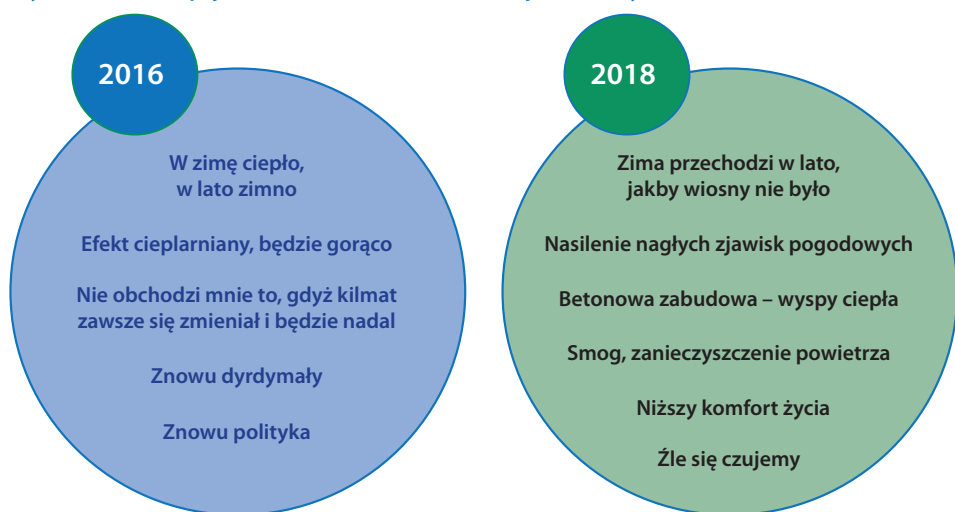 2016
W zimę ciepło,
w lato zimno
Efekt cieplarniany, będzie gorąco
Nie obchodzi mnie to, gdyż kilmat
zawsze się zmieniał i będzie nadal
Znowu dyrdymały
Znowu polityka
2018
Zima przechodzi w lato,
jakby wiosny nie było
Nasilenie nagłych zjawisk pogodowych
Betonowa zabudowa – wyspy ciepła
Smog, zanieczyszczenie powietrza
Niższy komfort życia
Źle się czujemy